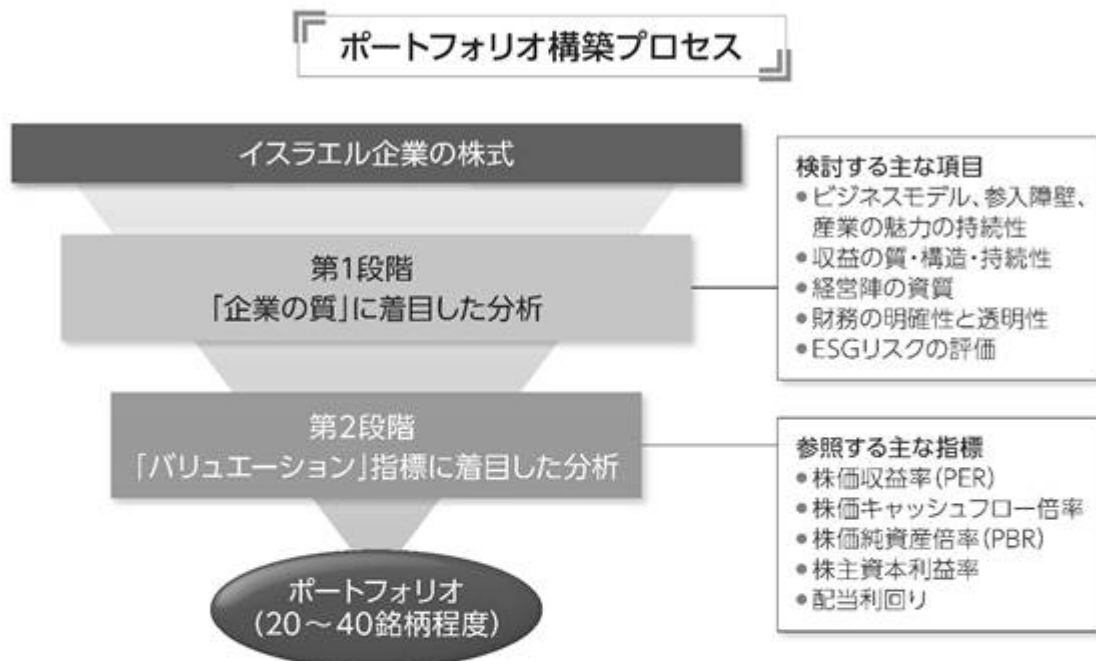 ポートフォリオ構築プロセス
イスラエル企業の株式
第1段階
「企業の質」に着目した分析
検討する主な項目
●ビジネスモデル、参入障壁、
産業の魅力の持続性
●収益の質・構造・持続性
●経営陣の資質
●財務の明確性と透明性
●ESGリスクの評価
第2段階
「バリュエーション」指標に着目した分析
参照する主な指標
●株価収益率(PER)
●株価キャッシュフロー倍率
●株価純資産倍率(PBR)
●株主資本利益率
●配当利回り
ポートフォリオ
(20～40銘柄程度)